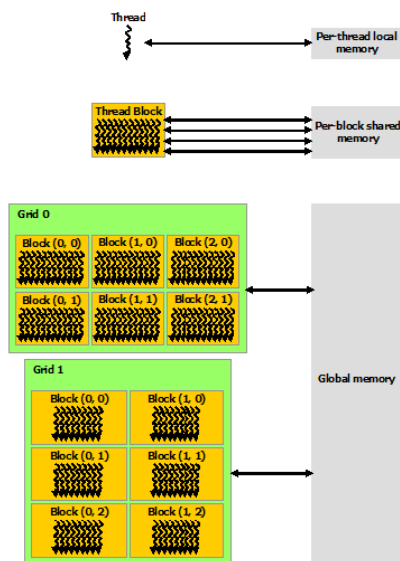 Thread
Per-thread local
memory
Thread Block
Per-block shared
memory
Grid 0
Block (0, 0) Block (1, 0) Block (2, 0)
Block (0, 1) Block (1, 1) Block (2, 1)
Grid 1
Block (0, 0) Block (1, 0)
Global memory
Block (0, 1) Block (1, 1)
Block (0, 2) Block (1, 2)